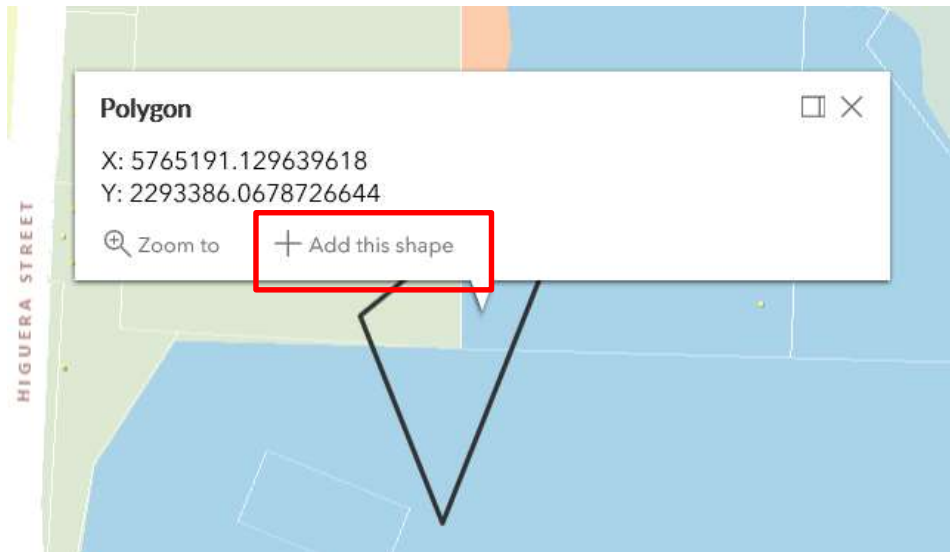 Polygon
X: 5765191.129639618
Y: 2293386.0678726644
Zoom to
Add this shape
HIGUERA STREET